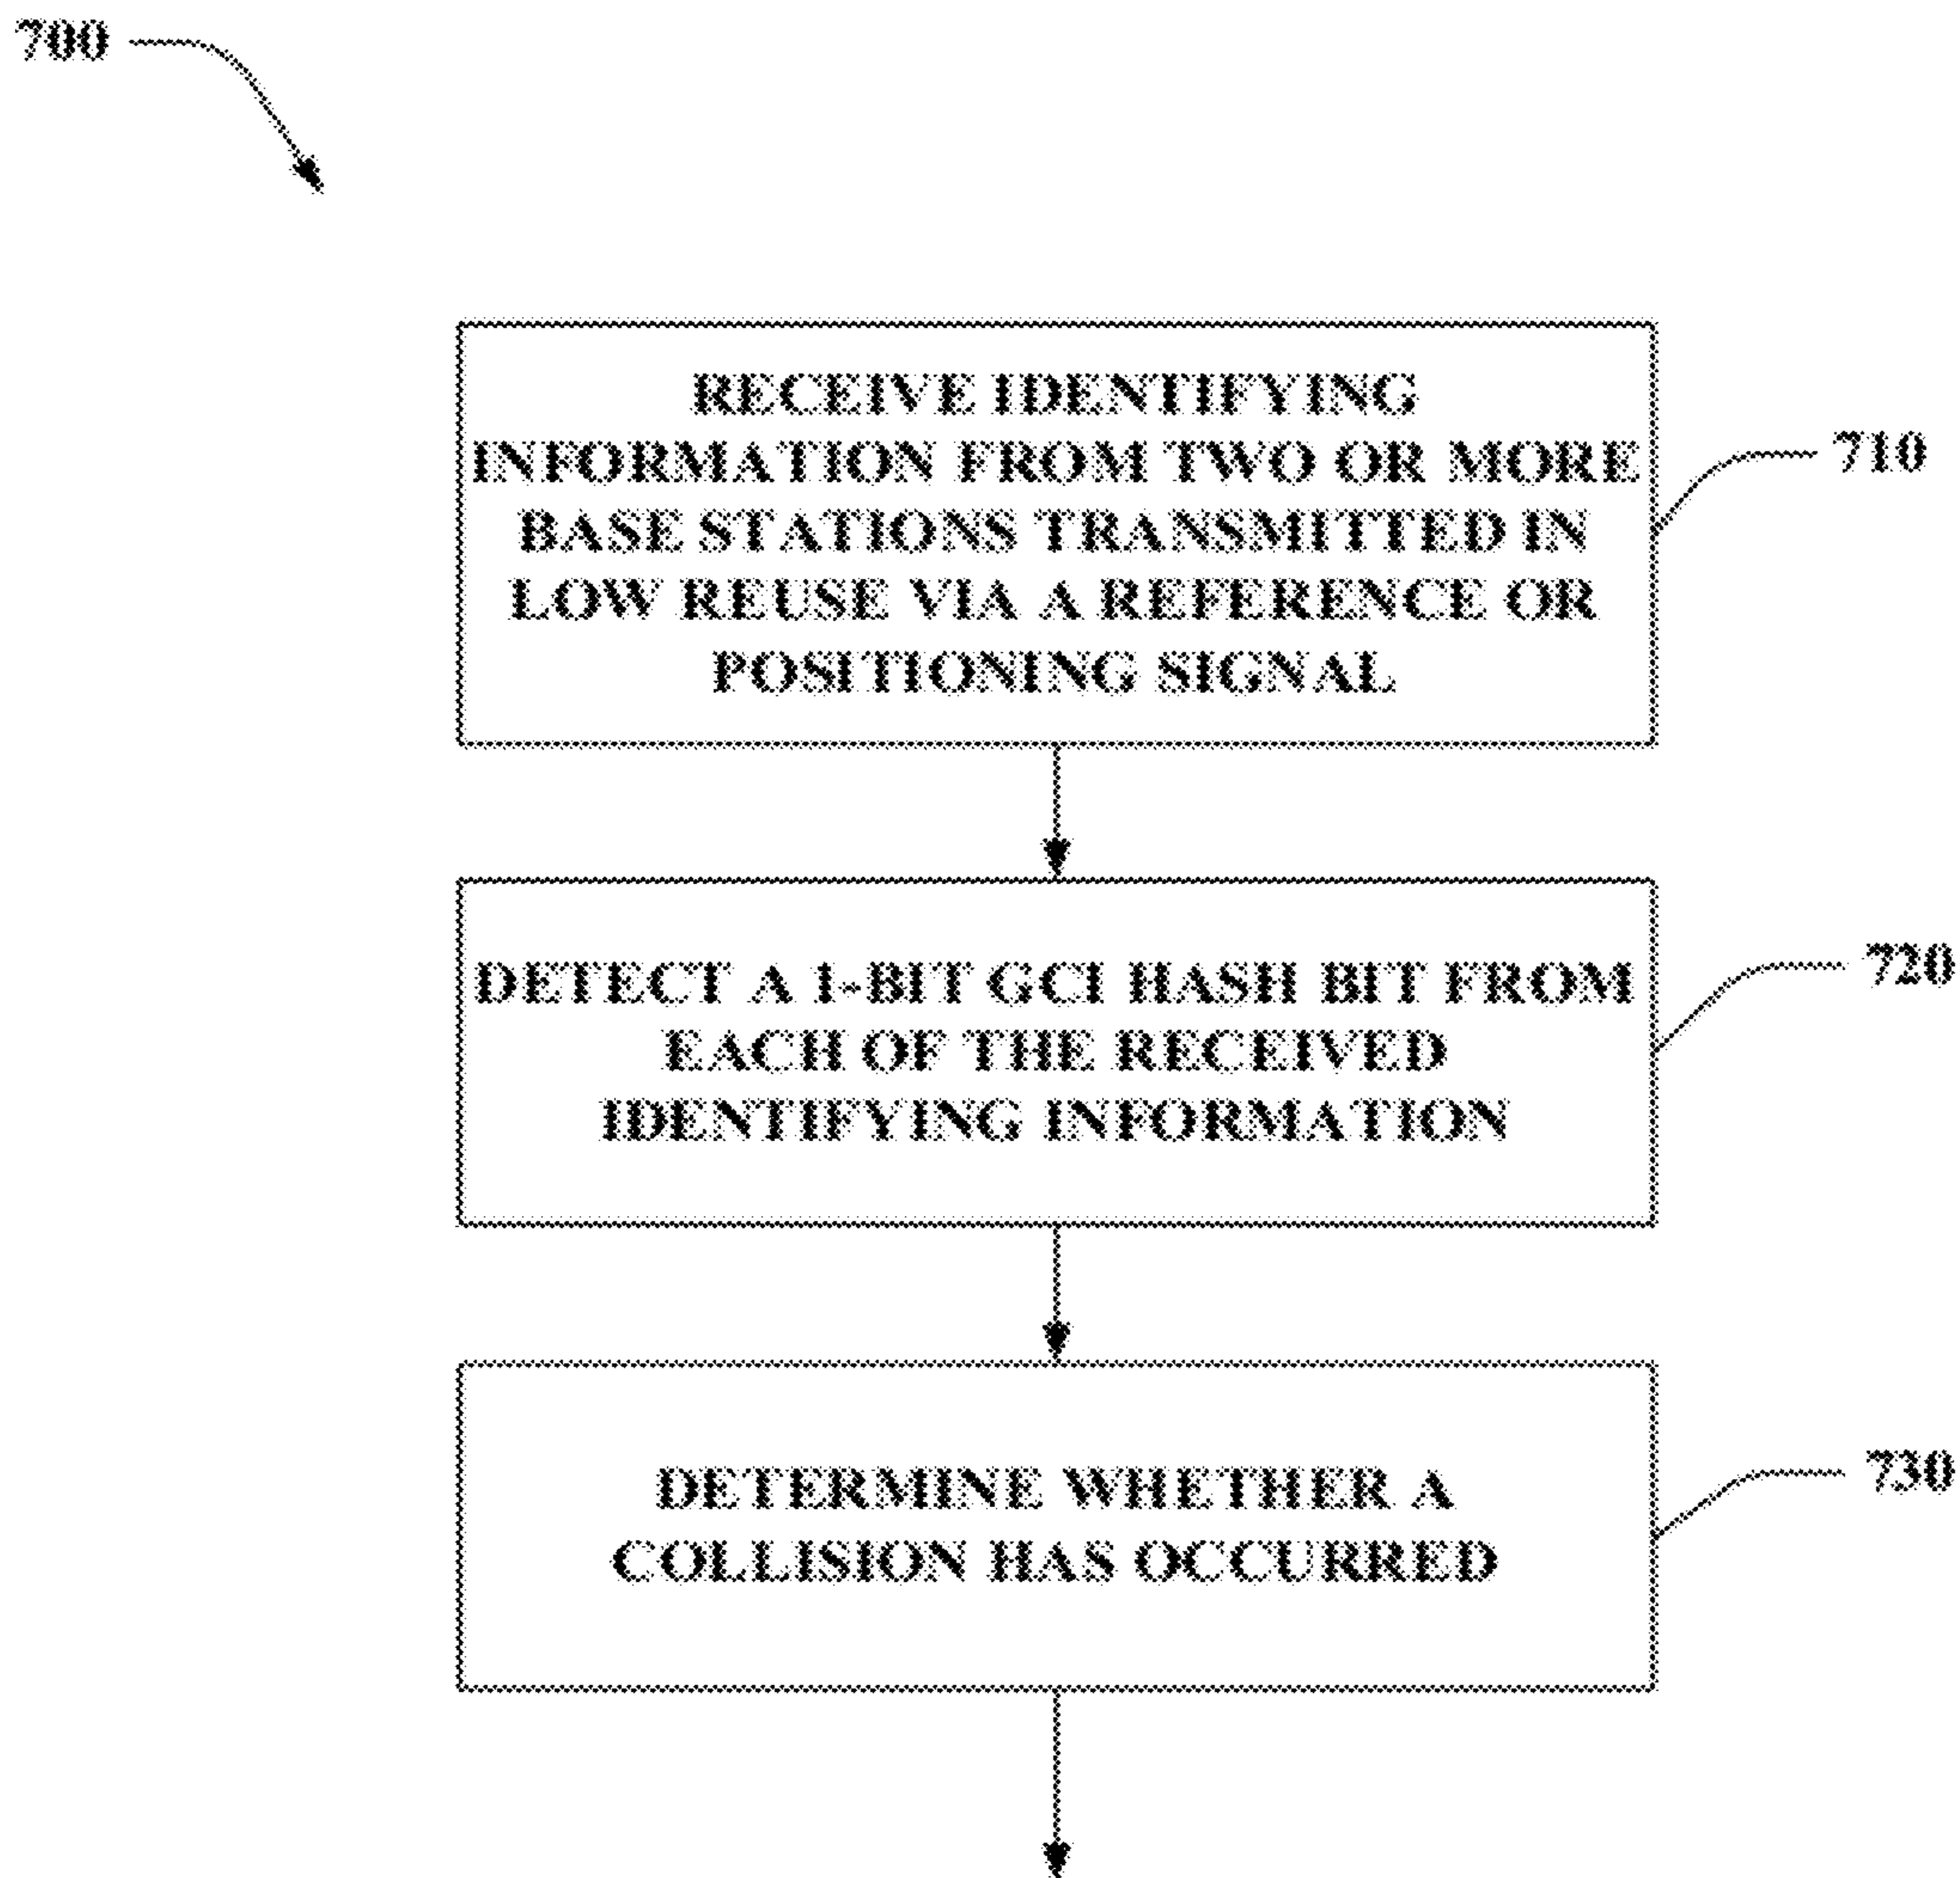 700
RECEIVE IDENTIFYING
INFORMATION FROM TWO OR MORE
BASE STATIONS TRANSMITTED IN
LOW REUSE VIA A REFERENCE OR
POSITIONING SIGNAL
710
DETECT A 1-BIT GCI HASH BIT FROM
EACH OF THE RECEIVED
IDENTIFYING INFORMATION
720
DETERMINE WHETHER A
COLLISION HAS OCCURRED
730